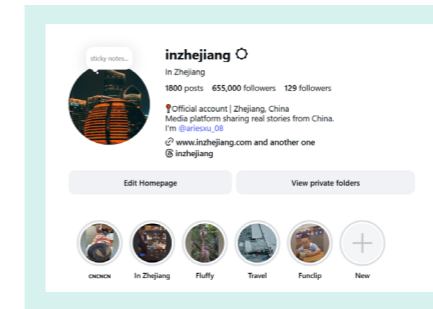 sticky notes...
inzhejiang
In Zhejiang
1800 posts 655,000 followers 129 followers
Official account | Zhejiang, China
Media platform sharing real stories from China.
I'm @ariesxu_08
www.inzhejiang.com and another one
inzhejiang
Edit Homepage View private folders
CNCNCN In Zhejiang Fluffy Travel Funclip New